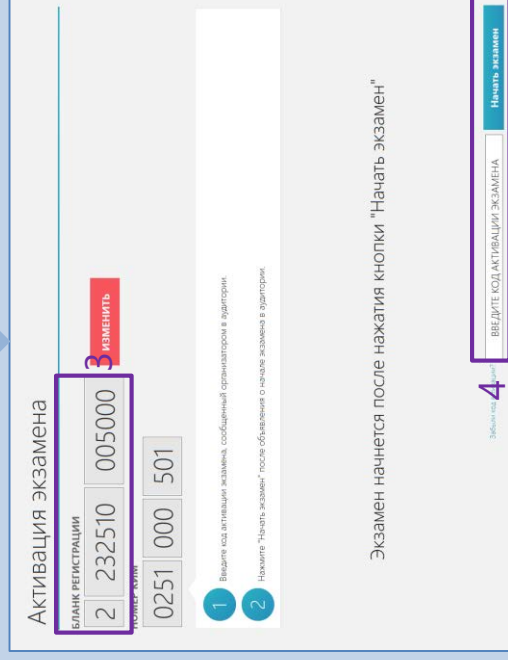 Активация экзамена
БЛАНК РЕГИСТРАЦИИ
2 232510 005000
3
ИЗМЕНИТЬ
НОМЕР КИМ
0251 000 501
1 Введите код активации экзамена, сообщенный организатором в аудитории.
2 Нажмите "Начать экзамен" после объявления о начале экзамена в аудитории.
Экзамен начнется после нажатия кнопки "Начать экзамен"
Забыли код
4
ВВЕДИТЕ КОД АКТИВАЦИИ ЭКЗАМЕНА
Начать экзамен